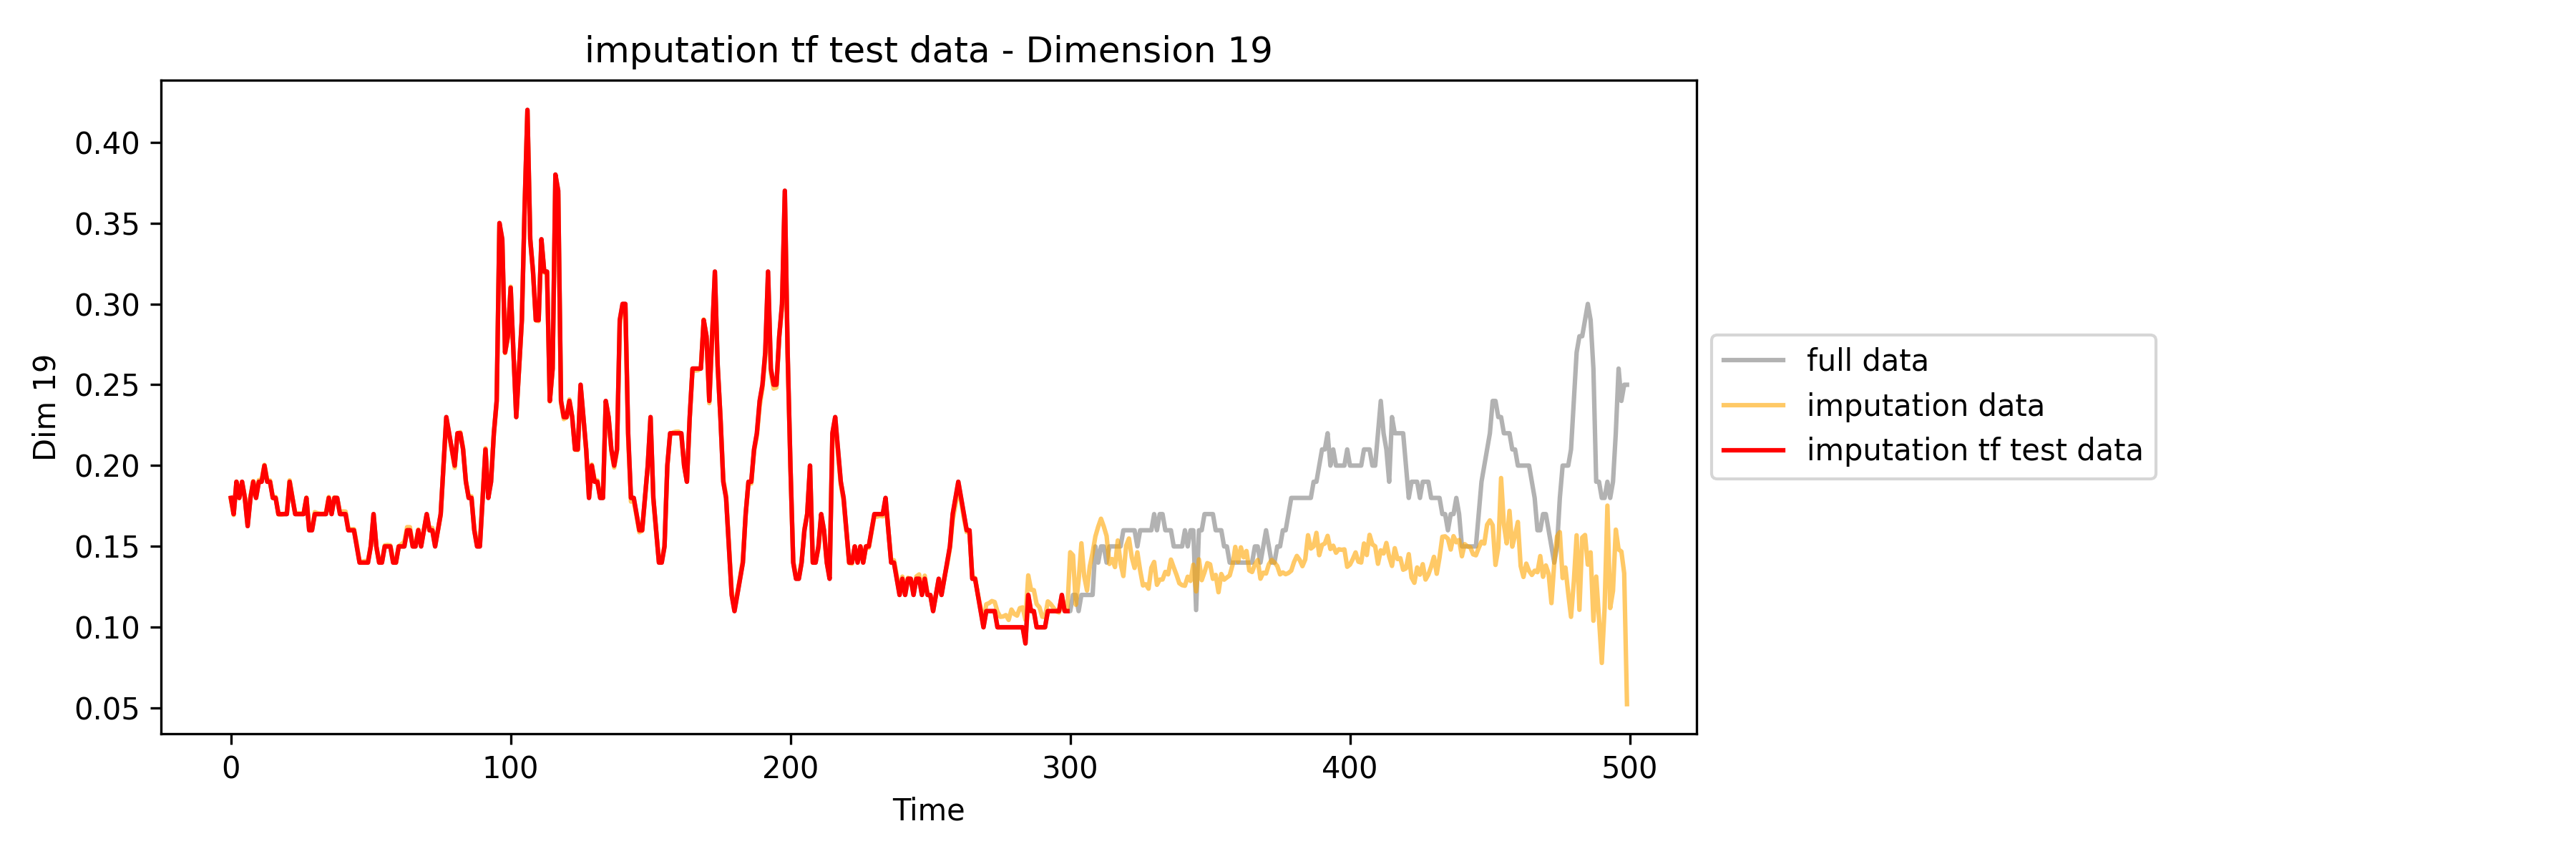 imputation tf test data - Dimension 19
0.40
0.35
0.30
0.25
0.20
0.15
0.10
0.05
Dim 19
0 100 200 300 400 500
Time
full data
imputation data
imputation tf test data